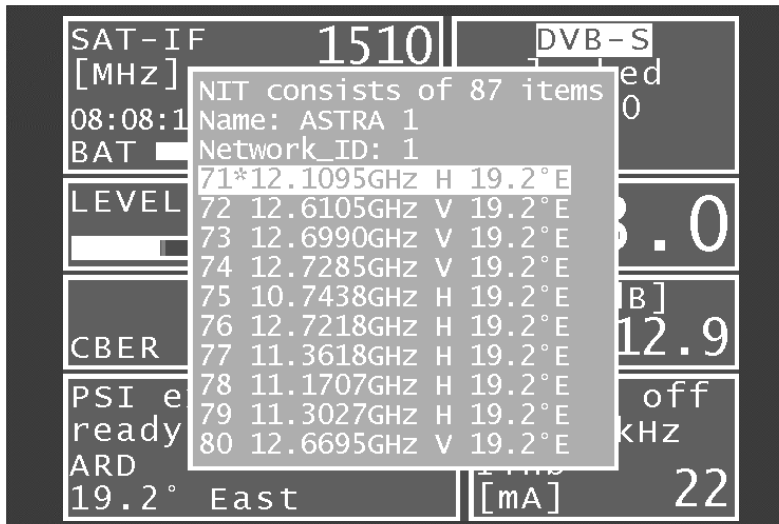 SAT-IF 1510
[MHz]
08:08:1
BAT
DVB-S
ed
0
NIT consists of 87 items
Name: ASTRA 1
Network_ID: 1
71*12.1095GHz H 19.2°E
72 12.6105GHz V 19.2°E
73 12.6990GHz V 19.2°E
74 12.7285GHz V 19.2°E
75 10.7438GHz H 19.2°E
76 12.7218GHz H 19.2°E
77 11.3618GHz H 19.2°E
78 11.1707GHz H 19.2°E
79 11.3027GHz H 19.2°E
80 12.6695GHz V 19.2°E
LEVEL
.0
B]
CBER
12.9
PSI e
ready
ARD
19.2° East
off
kHz
[mA] 22